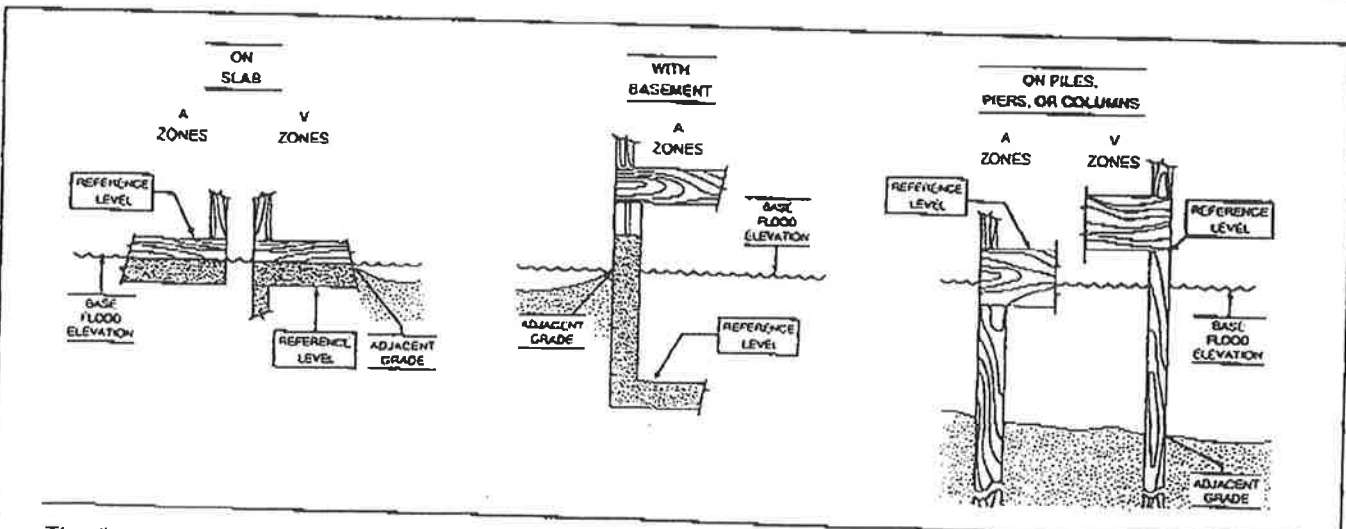 ON
SLAB
A
ZONES
V
ZONES
REFERENCE
LEVEL
BASE
FLOOD
ELEVATION
REFERENCE
LEVEL
ADJACENT
GRADE
WITH
BASEMENT
A
ZONES
BASE
FLOOD
ELEVATION
ADJACENT
GRADE
REFERENCE
LEVEL
ON PILES,
PIERS, OR COLUMNS
A
ZONES
V
ZONES
REFERENCE
LEVEL
REFERENCE
LEVEL
BASE
FLOOD
ELEVATION
ADJACENT
GRADE